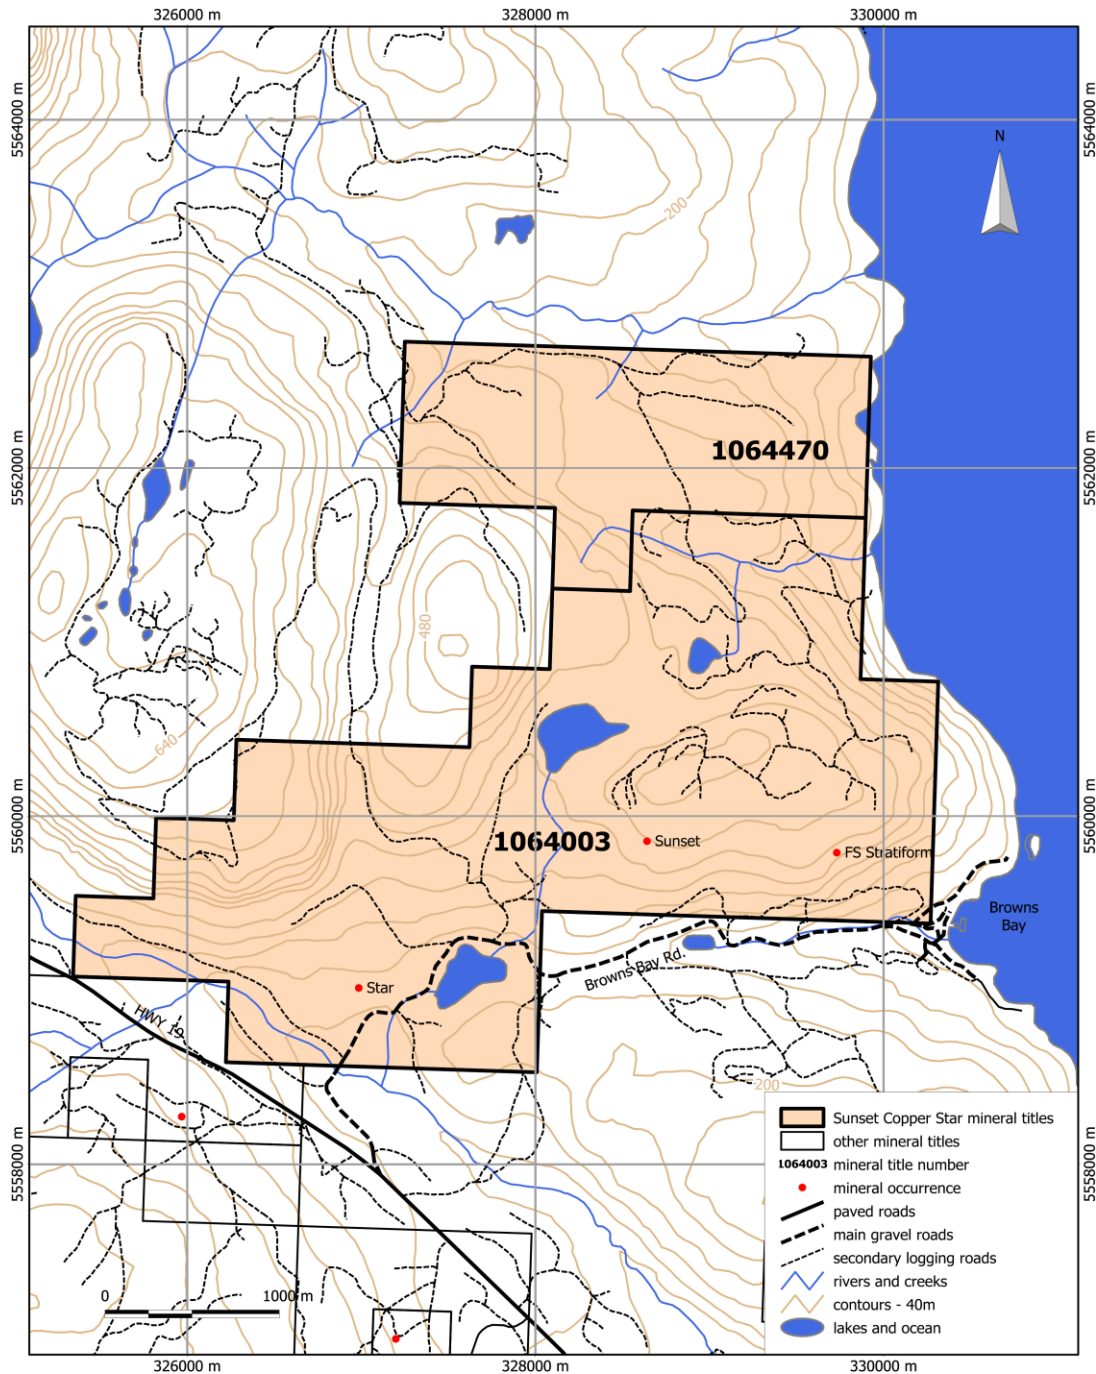 326000 m
328000 m
330000 m
5564000 m
5564000 m
N
200
1064470
5562000 m
5562000 m
480
640
5560000 m
5560000 m
1064003
Sunset
FS Stratiform
Browns
Bay
Browns Bay Rd.
Star
HWY 19
200
5558000 m
5558000 m
Sunset Copper Star mineral titles
other mineral titles
1064003 mineral title number
mineral occurrence
paved roads
main gravel roads
secondary logging roads
rivers and creeks
contours - 40m
lakes and ocean
0 1000 m
326000 m
328000 m
330000 m